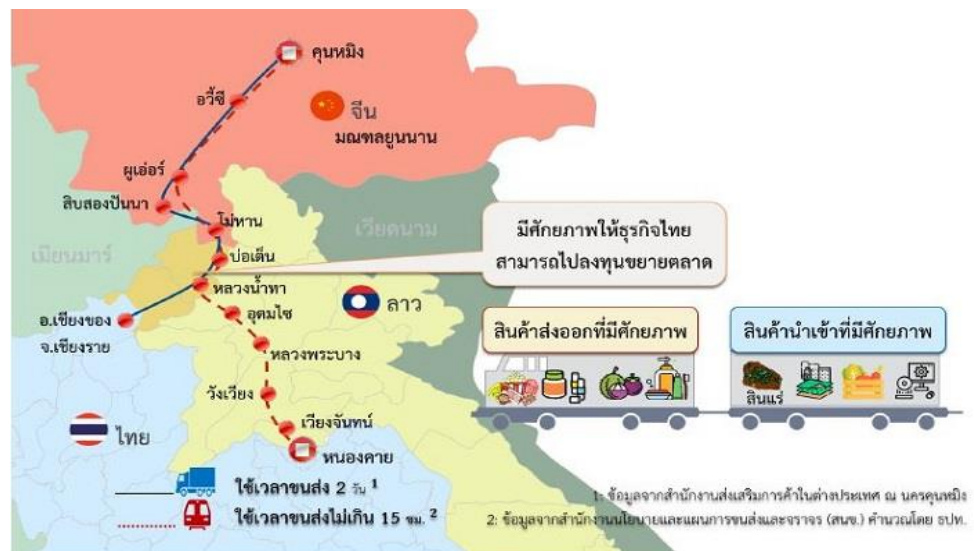 คุนหมิง
อวี้ซี
จีน
มณฑลยูนนาน
ผูเอ่อร์
สิบสองปันนา
โม่หาน
เวียดนาม
เมียนมาร์
บ่อเต็น
มีศักยภาพให้ธุรกิจไทย
สามารถไปลงทุนขยายตลาด
หลวงน้ำทา
ลาว
อ.เชียงของ
จ.เชียงราย
อุดมไซ
สินค้าส่งออกที่มีศักยภาพ
สินค้านำเข้าที่มีศักยภาพ
หลวงพระบาง
วังเวียง
สินแร่
เวียงจันทน์
ไทย
หนองคาย
ใช้เวลาขนส่ง 2 วัน 1
1: ข้อมูลจากสำนักงานส่งเสริมการค้าในต่างประเทศ ณ นครคุนหมิง
ใช้เวลาขนส่งไม่เกิน 15 ชม. 2
2: ข้อมูลจากสำนักงานนโยบายและแผนการขนส่งและจราจร (สนข.) คำนวณโดย ธปท.